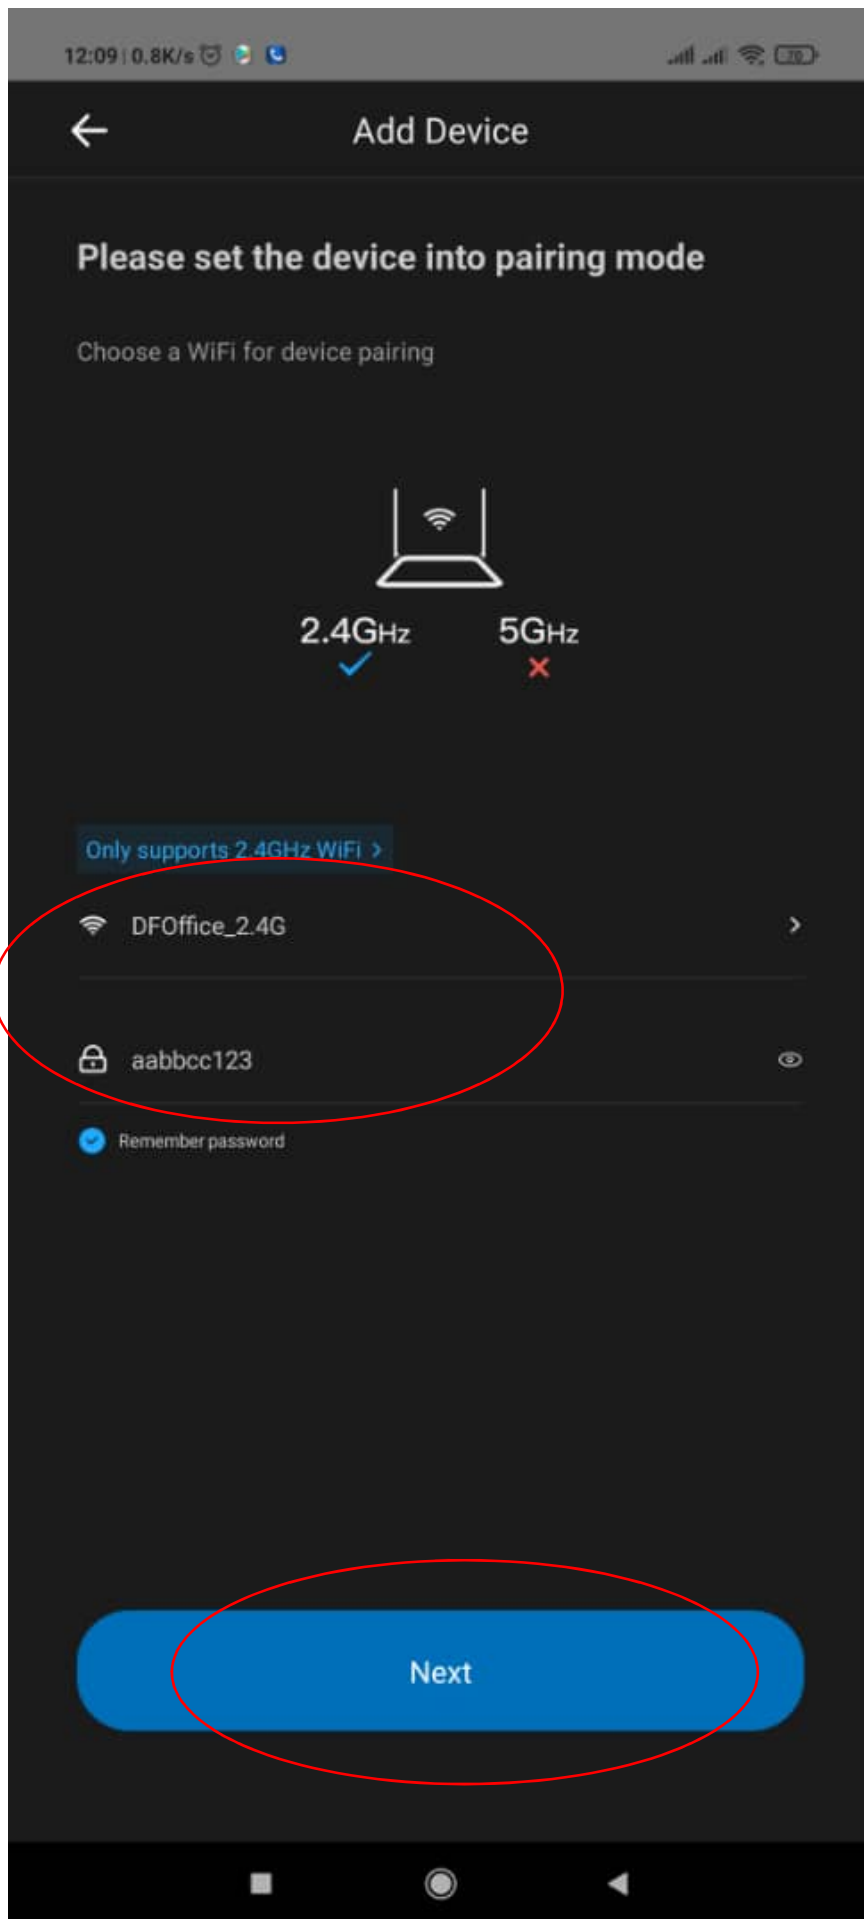 12:09 | 0.8K/s
70
Add Device
Please set the device into pairing mode
Choose a WiFi for device pairing
2.4GHz 5GHz
Only supports 2.4GHz WiFi >
DFOffice_2.4G
aabbcc123
Remember password
Next